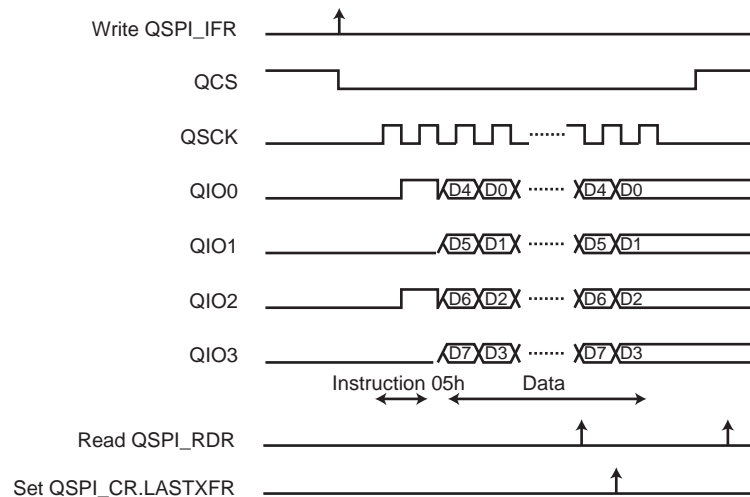 Write QSPI_IFR
QCS
QSCK
QIO0 D4 D0 D4 D0
QIO1 D5 D1 D5 D1
QIO2 D6 D2 D6 D2
QIO3 D7 D3 D7 D3
Instruction 05h Data
Read QSPI_RDR
Set QSPI_CR.LASTXFR